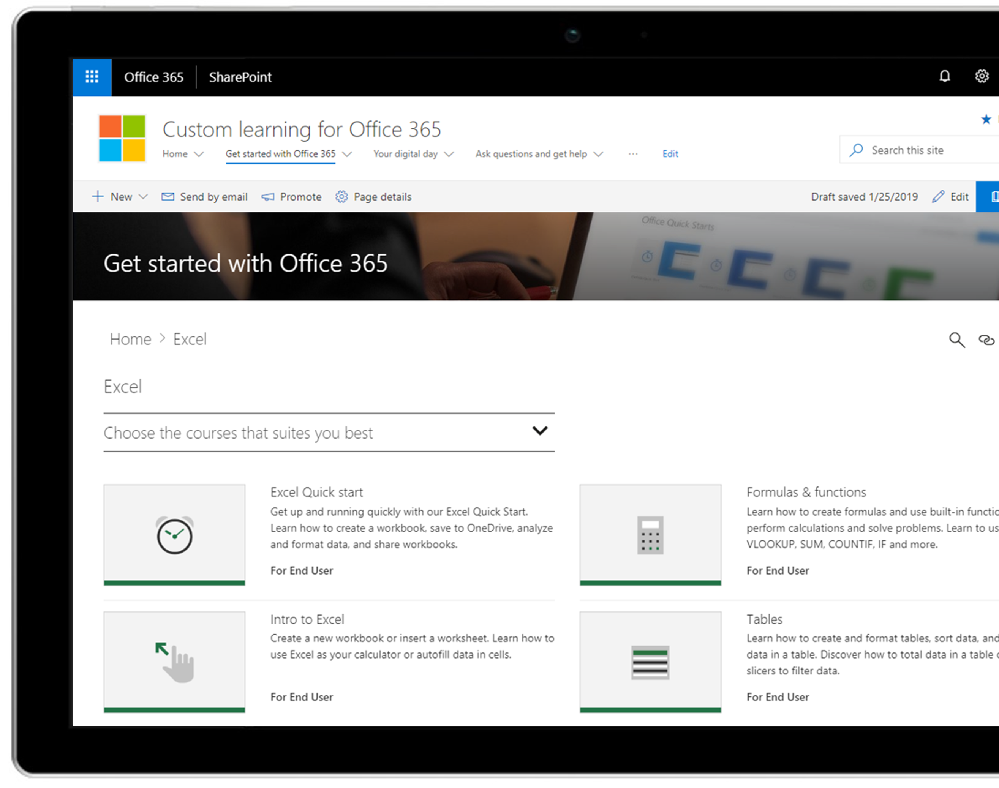 Office 365 SharePoint
Custom learning for Office 365
Home Get started with Office 365 Your digital day Ask questions and get help ... Edit
Search this site
New Send by email Promote Page details Draft saved 1/25/2019 Edit
Office Quick Starts
Get started with Office 365
Home > Excel
Excel
Choose the courses that suites you best
Excel Quick start
Get up and running quickly with our Excel Quick Start.
Learn how to create a workbook, save to OneDrive, analyze
and format data, and share workbooks.
For End User
Formulas & functions
Learn how to create formulas and use built-in
perform calculations and solve problems. Learn to
VLOOKUP, SUM, COUNTIF, IF and more.
For End User
Intro to Excel
Create a new workbook or insert a worksheet. Learn how to
use Excel as your calculator or autofill data in cells.
For End User
Tables
Learn how to create and format tables, sort data, and
data in a table. Discover how to total data in a table
slicers to filter data.
For End User